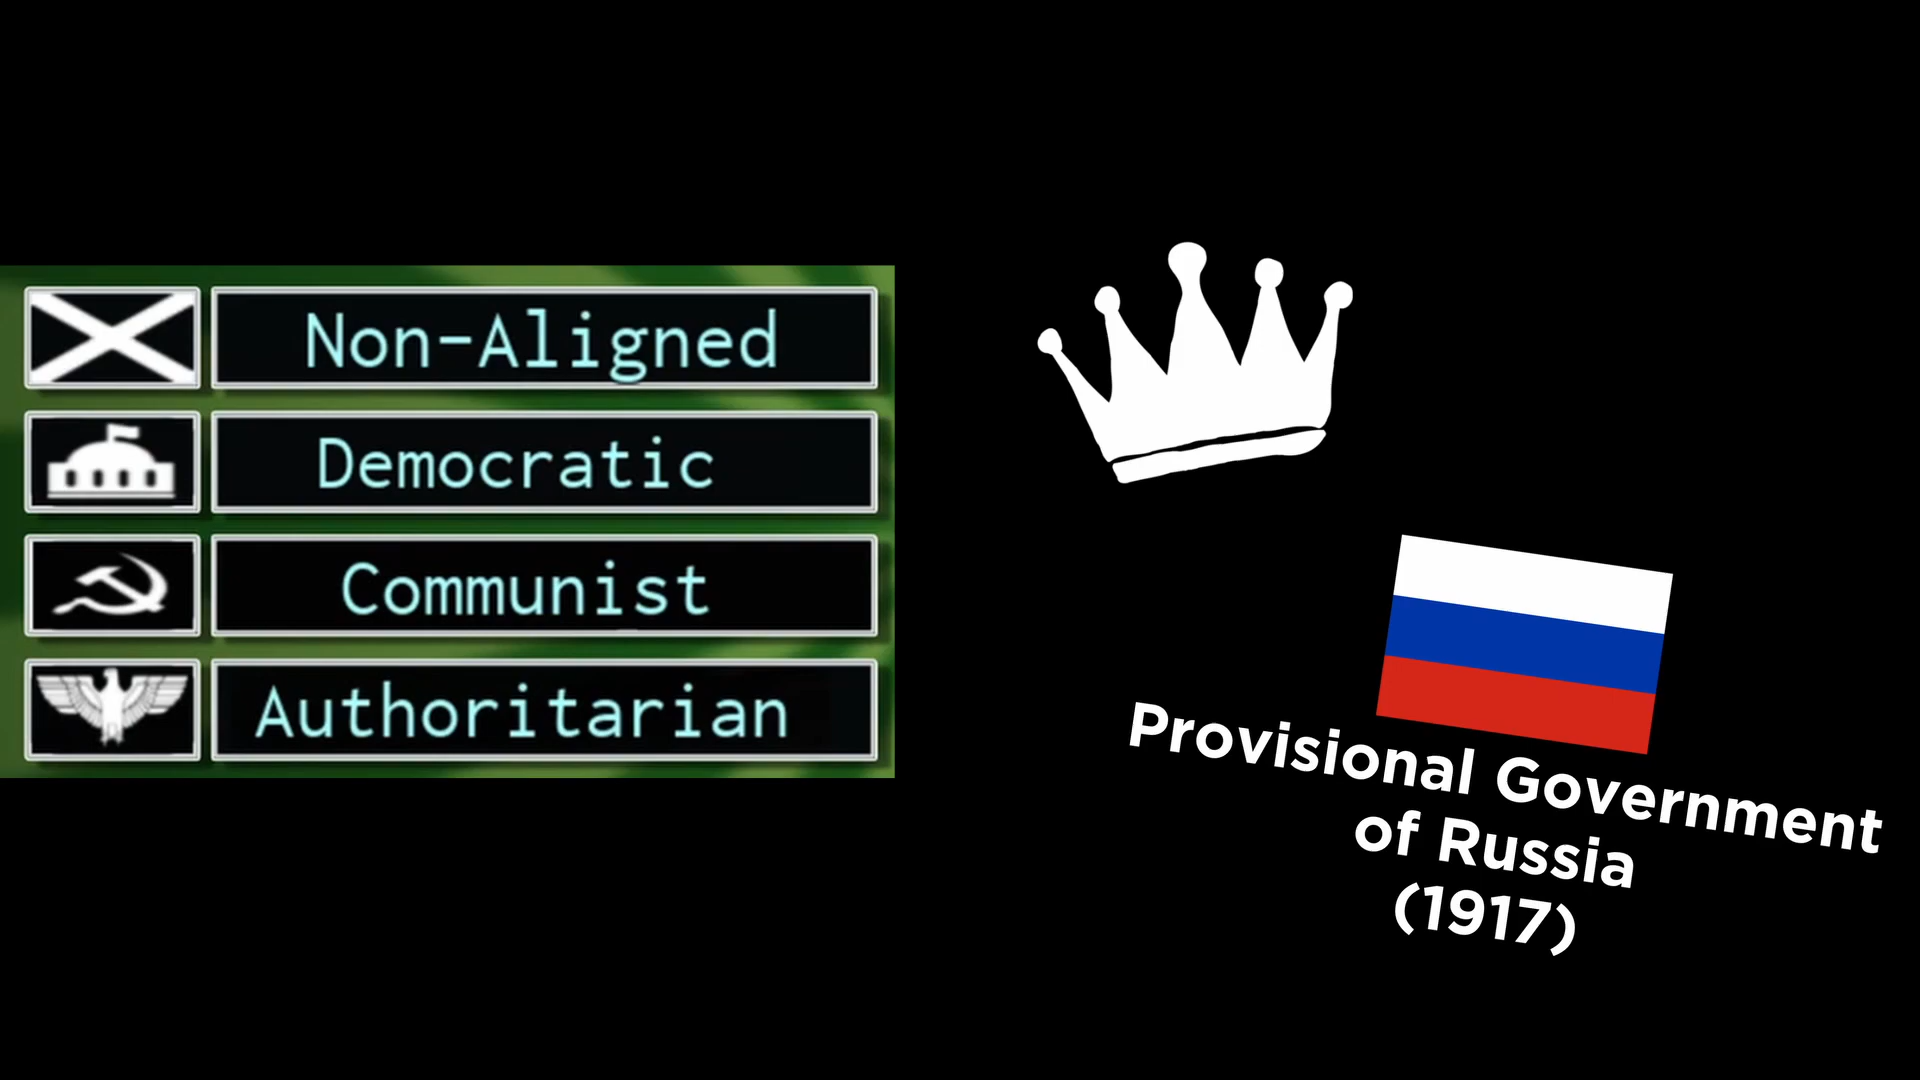 Non-Aligned
Democratic
Communist
Authoritarian
Provisional Government
of Russia
(1917)